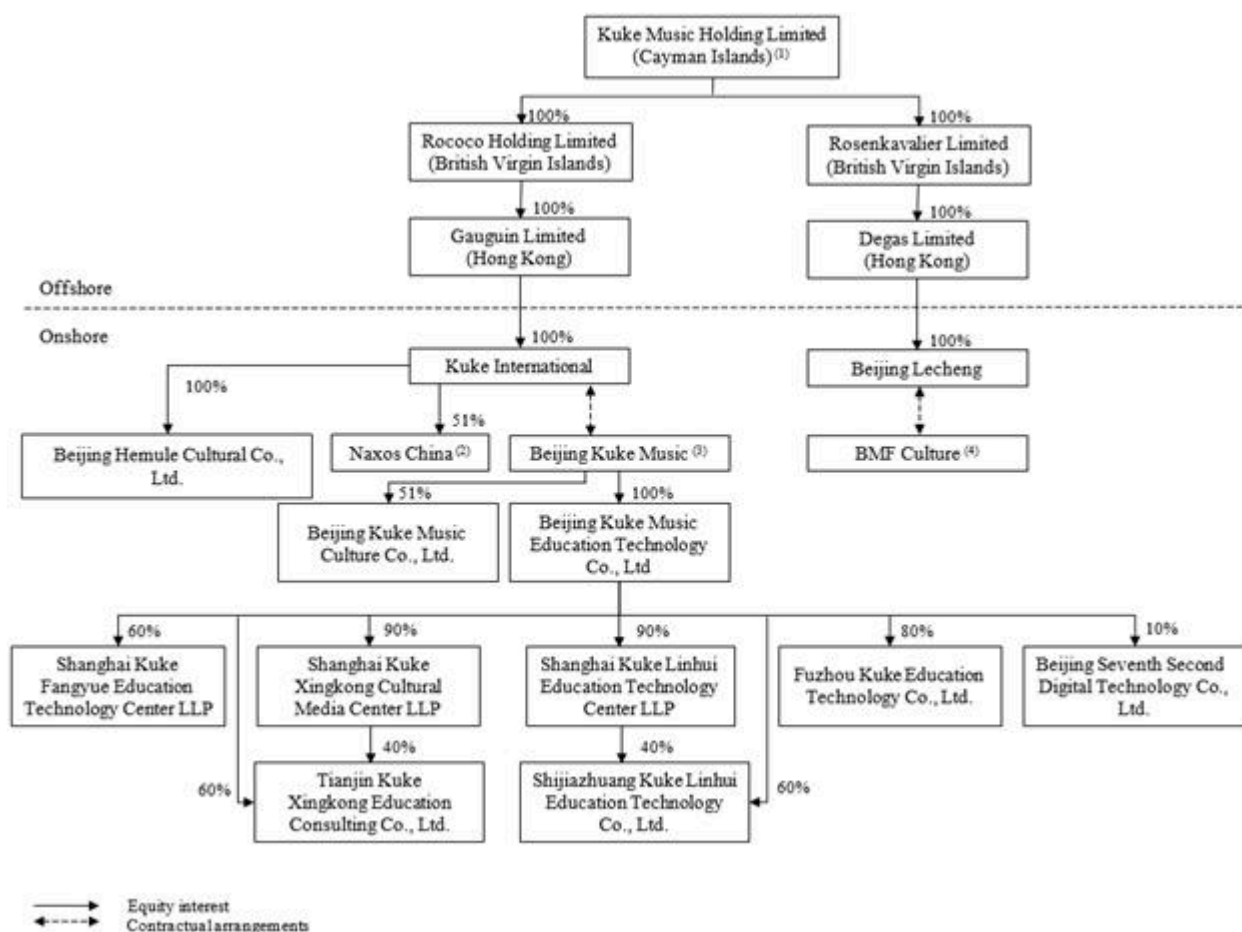 Kuke Music Holding Limited
(Cayman Islands) (1)
100%
100%
Rococo Holding Limited
(British Virgin Islands)
Rosenkavalier Limited
(British Virgin Islands)
100%
100%
Gauguin Limited
(Hong Kong)
Degas Limited
(Hong Kong)
Offshore
Onshore
100%
100%
Kuke International
Beijing Lecheng
100%
51%
Beijing Hemule Cultural Co.,
Ltd.
Naxos China (2)
Beijing Kuke Music (3)
BMF Culture (4)
51%
100%
Beijing Kuke Music
Culture Co., Ltd.
Beijing Kuke Music
Education Technology
Co., Ltd
60%
90%
90%
80%
10%
Shanghai Kuke
Fangyue Education
Technology Center LLP
Shanghai Kuke
Xingkong Cultural
Media Center LLP
Shanghai Kuke Linhui
Education Technology
Center LLP
Fuzhou Kuke Education
Technology Co., Ltd.
Beijing Seventh Second
Digital Technology Co.,
Ltd.
40%
40%
60%
Tianjin Kuke
Xingkong Education
Consulting Co., Ltd.
Shijiazhuang Kuke Linhui
Education Technology
Co., Ltd.
60%
Equity interest
Contractual arrangements